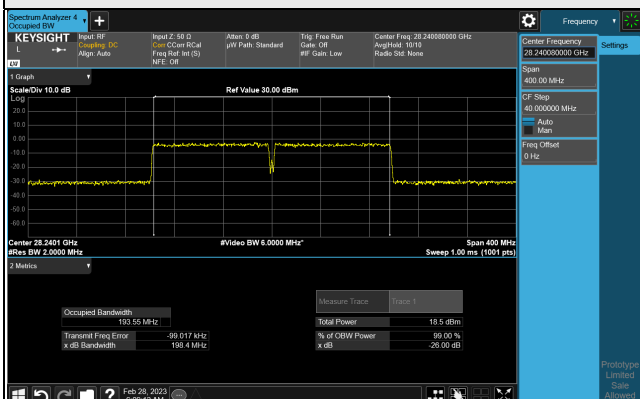 Spectrum Analyzer 4
Occupied BW
Frequency
KEYSIGHT
L
Input: RF
Coupling: DC
Align: Auto
Input Z: 50 Ω
Corr CCorr RCal
Freq Ref: Int (S)
NFE: Off
Atten: 0 dB
µW Path: Standard
Trig: Free Run
Gate: Off
#IF Gain: Low
Center Freq: 28.240080000 GHz
Avg|Hold: 10/10
Radio Std: None
LXI
Center Frequency
28.240080000 GHz
Settings
Span
400.00 MHz
CF Step
40.000000 MHz
Auto
Man
Freq Offset
0 Hz
1 Graph
Scale/Div 10.0 dB
Ref Value 30.00 dBm
Log
20.0
10.0
0.00
-10.0
-20.0
-30.0
-40.0
-50.0
-60.0
Center 28.2401 GHz
#Video BW 6.0000 MHz*
Span 400 MHz
#Res BW 2.0000 MHz
Sweep 1.00 ms (1001 pts)
2 Metrics
Measure Trace
Trace 1
Occupied Bandwidth
193.55 MHz
Total Power
18.5 dBm
Transmit Freq Error
-99.017 kHz
% of OBW Power
99.00 %
x dB Bandwidth
198.4 MHz
x dB
-26.00 dB
Prototype
Limited
Sale
Allowed
?
Feb 28, 2023